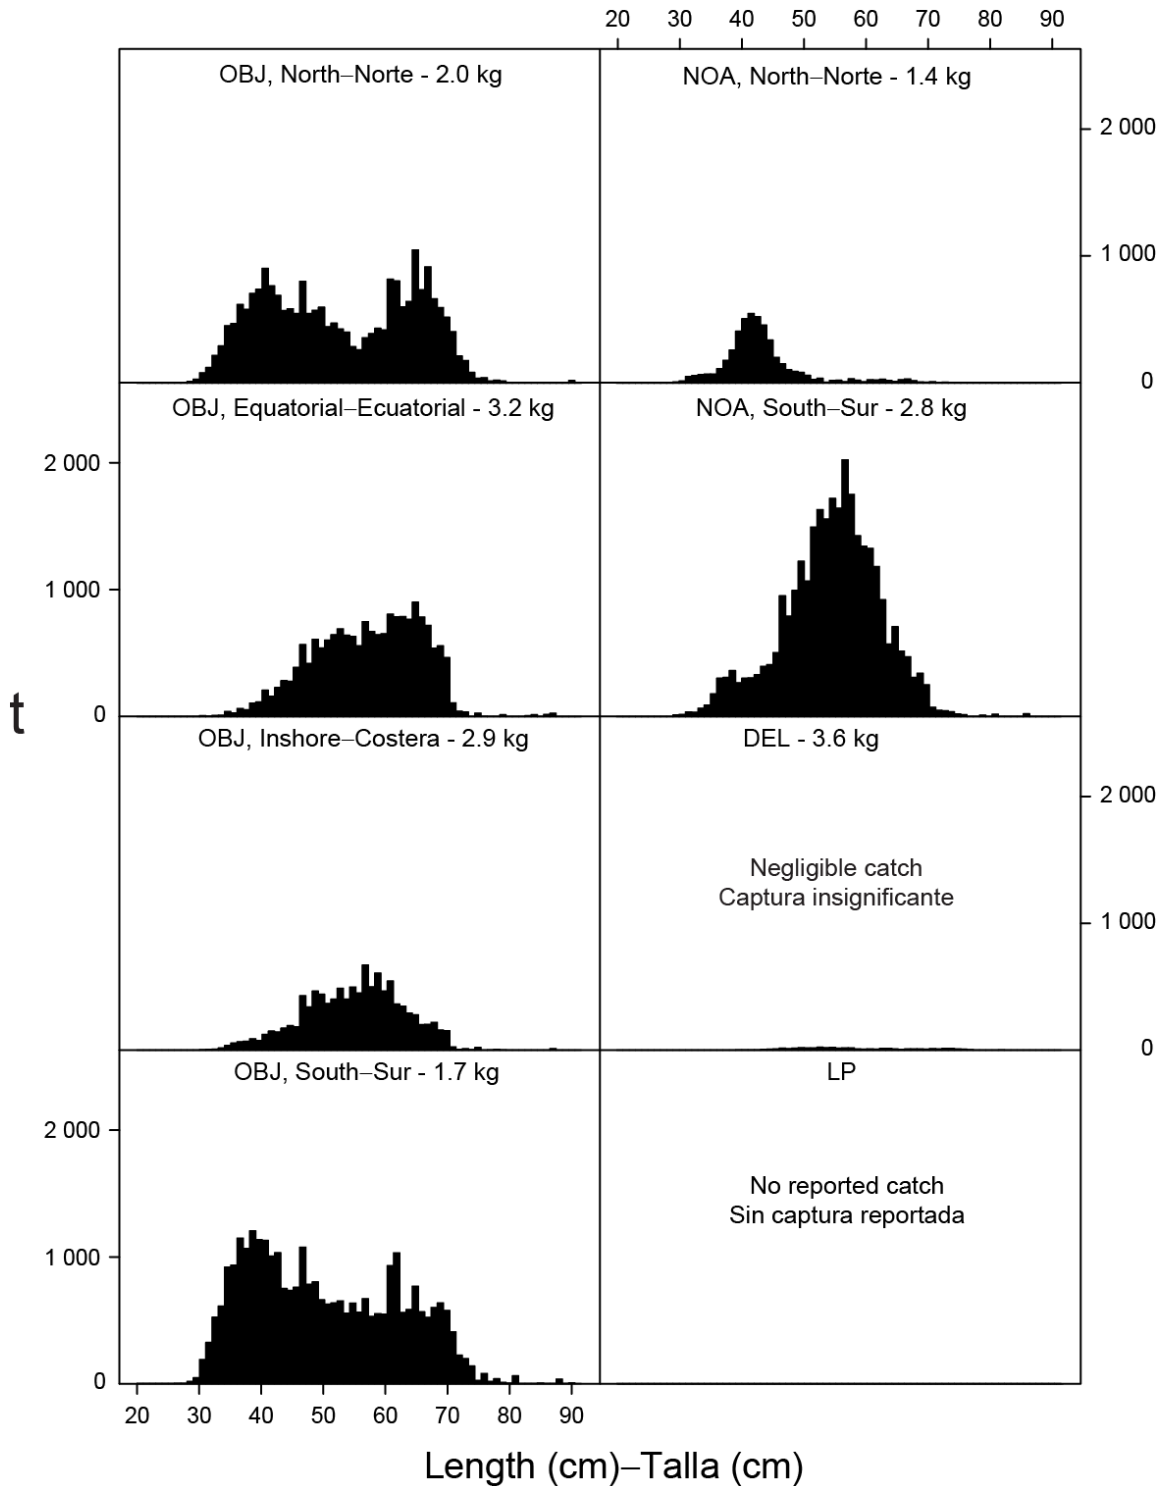 20 30 40 50 60 70 80 90
OBJ, North–Norte - 2.0 kg
NOA, North–Norte - 1.4 kg
2 000
1 000
0
OBJ, Equatorial–Ecuatorial - 3.2 kg
NOA, South–Sur - 2.8 kg
2 000
1 000
0
t
OBJ, Inshore–Costera - 2.9 kg
DEL - 3.6 kg
2 000
Negligible catch
Captura insignificante
1 000
0
OBJ, South–Sur - 1.7 kg
LP
2 000
No reported catch
Sin captura reportada
1 000
0
20 30 40 50 60 70 80 90
Length (cm)–Talla (cm)